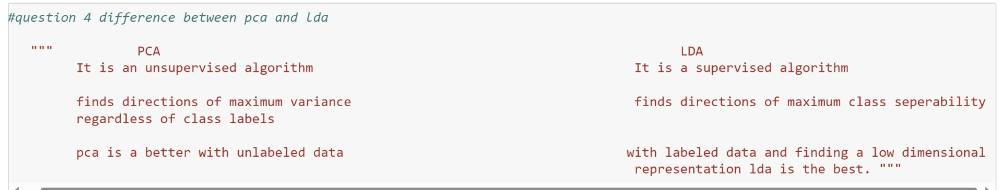 #question 4 difference between pca and lda
""" PCA LDA
It is an unsupervised algorithm It is a supervised algorithm
finds directions of maximum variance finds directions of maximum class seperability
regardless of class labels
pca is a better with unlabeled data with labeled data and finding a low dimensional
representation lda is the best. """